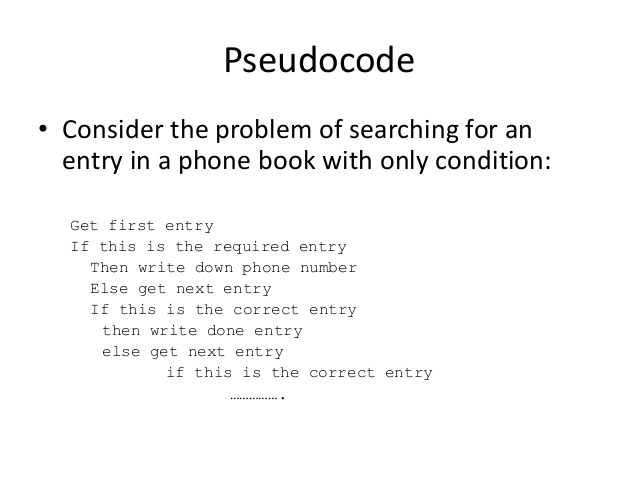 Pseudocode
• Consider the problem of searching for an
entry in a phone book with only condition:
Get first entry
If this is the required entry
Then write down phone number
Else get next entry
If this is the correct entry
then write done entry
else get next entry
if this is the correct entry
…………….